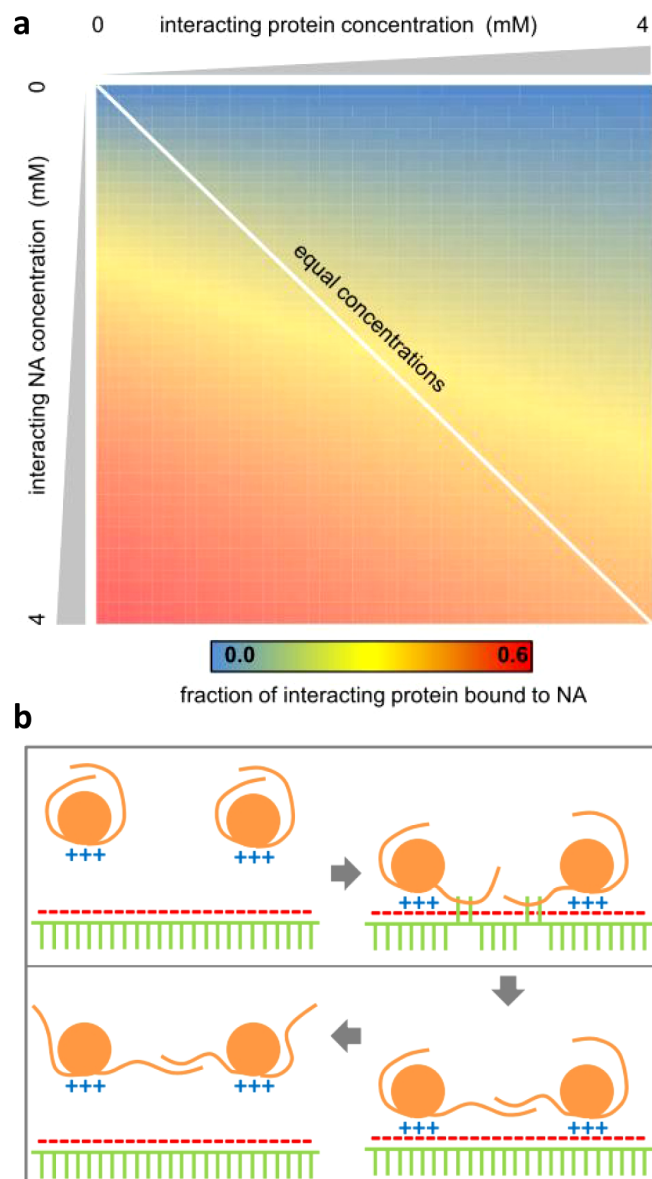 a
0 interacting protein concentration (mM) 4
0
interacting NA concentration (mM)
4
equal concentrations
0.0 0.6
fraction of interacting protein bound to NA
b
+++ +++
+++ +++
+++ +++
+++ +++